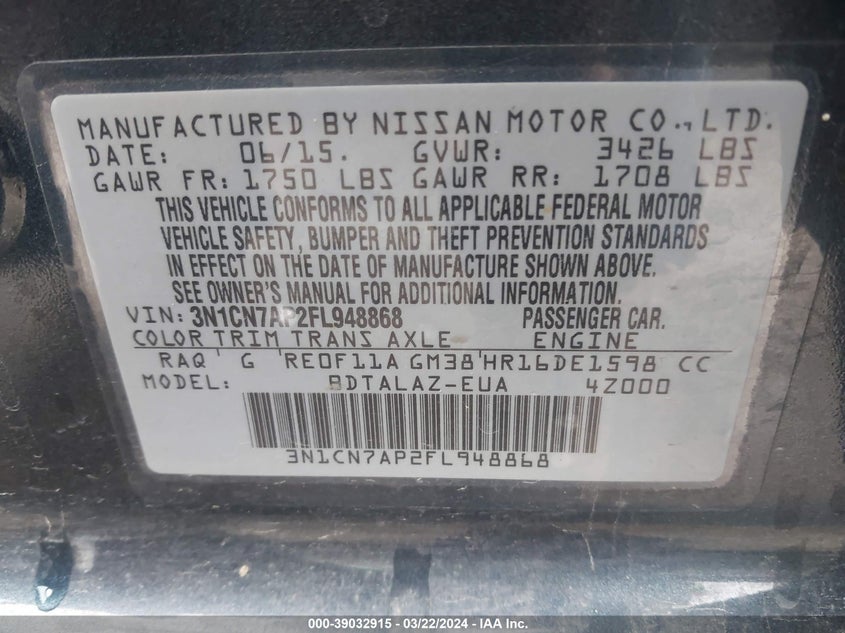 MANUFACTURED BY NISSAN MOTOR CO., LTD.
DATE: 06/15. GVWR: 3426 LBS
GAWR FR: 1750 LBS GAWR RR: 1708 LBS
THIS VEHICLE CONFORMS TO ALL APPLICABLE FEDERAL MOTOR
VEHICLE SAFETY, BUMPER AND THEFT PREVENTION STANDARDS
IN EFFECT ON THE DATE OF MANUFACTURE SHOWN ABOVE.
SEE OWNER'S MANUAL FOR ADDITIONAL INFORMATION.
VIN: 3N1CN7AP2FL948868 PASSENGER CAR.
COLOR TRIM TRANS AXLE ENGINE
RAQ G RE0F11A GM38 HR16DE1598 CC
MODEL: BDTALAZ-EUA 4Z000
3N1CN7AP2FL948868
000-39032915 - 03/22/2024 - IAA Inc.